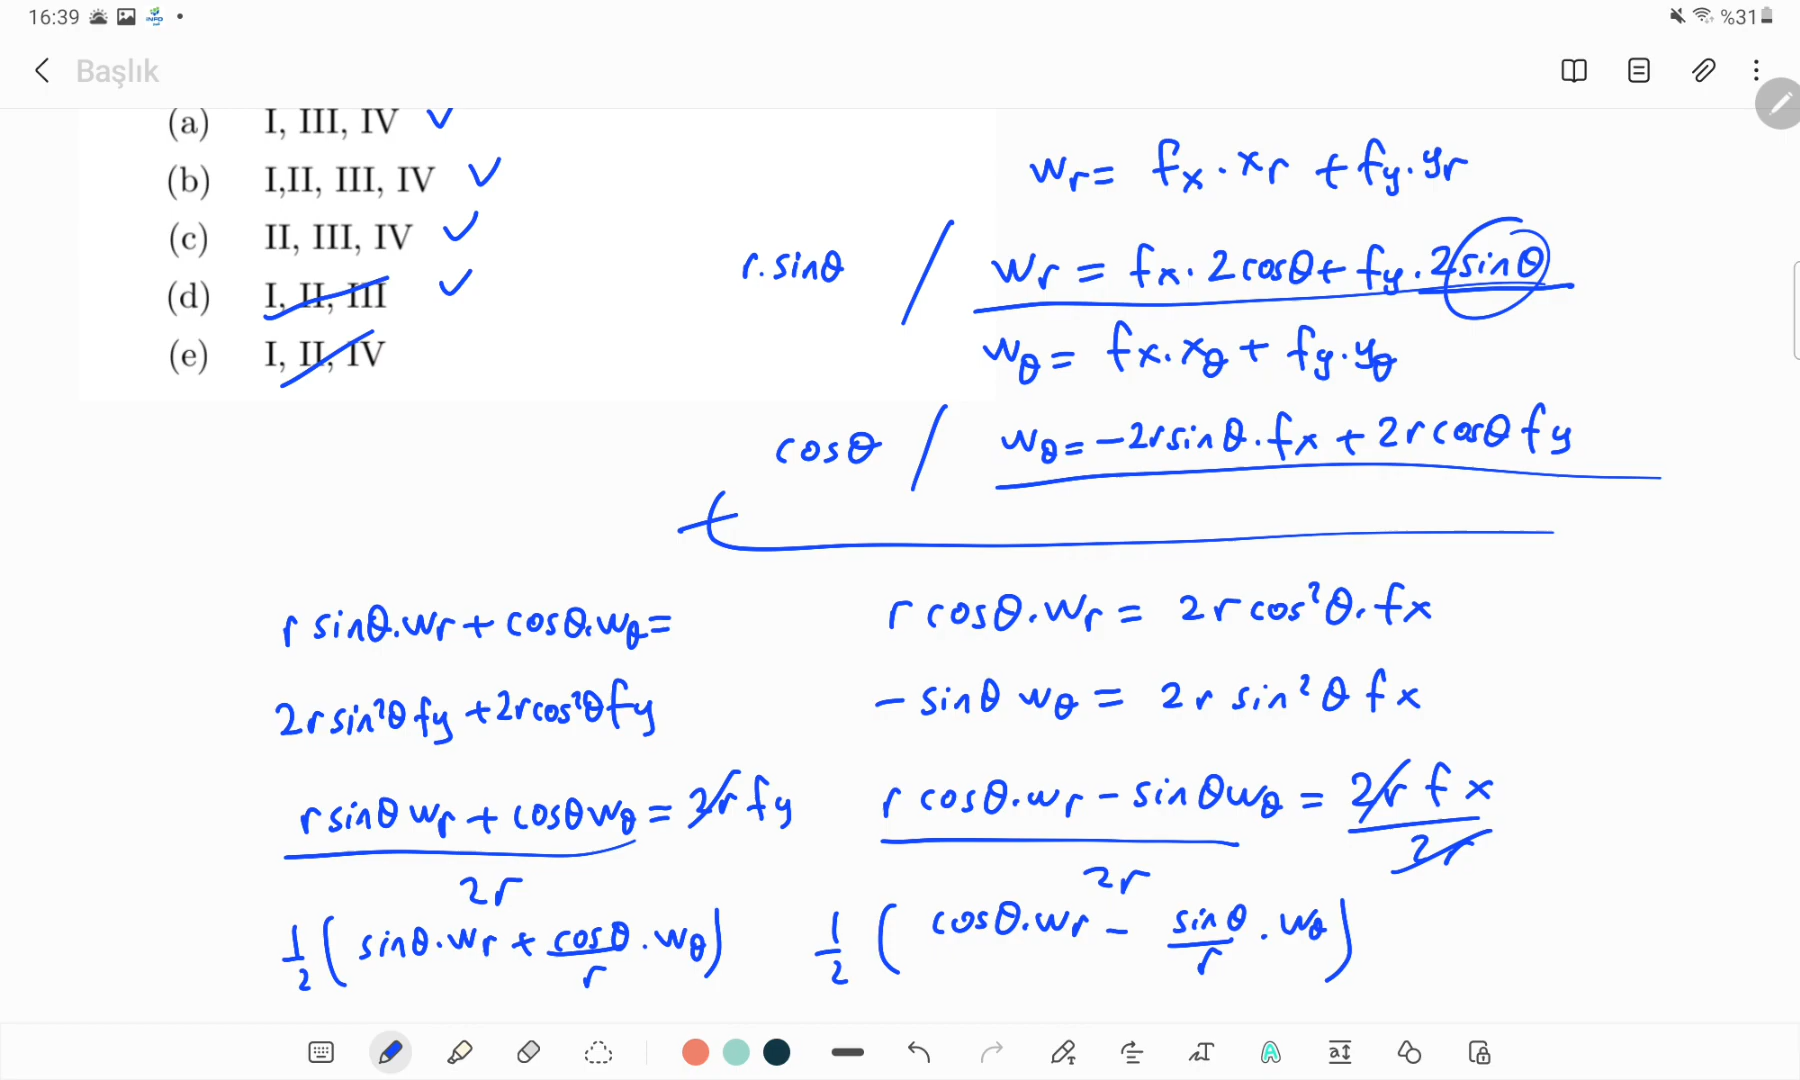 16:39 INFO %31
Başlık
(a) I, III, IV ✓
(b) I,II, III, IV ✓
(c) II, III, IV ✓
(d) I, II, III ✓
(e) I, II, IV
wr = fx . xr + fy . yr
r.sinθ / wr = fx . 2cosθ + fy . 2sinθ
wθ = fx . xθ + fy . yθ
cosθ / wθ = -2rsinθ . fx + 2rcosθ fy
+
r sinθ.wr + cosθ.wθ =
2rsin²θ fy + 2rcos²θ fy
rsinθ wr + cosθ wθ = 2r fy
2r
1/2 ( sinθ.wr + cosθ/r . wθ )
r cosθ.wr = 2r cos²θ . fx
- sinθ wθ = 2r sin²θ fx
r cosθ.wr - sinθ wθ = 2r fx
2r 2r
1/2 ( cosθ.wr - sinθ/r . wθ )